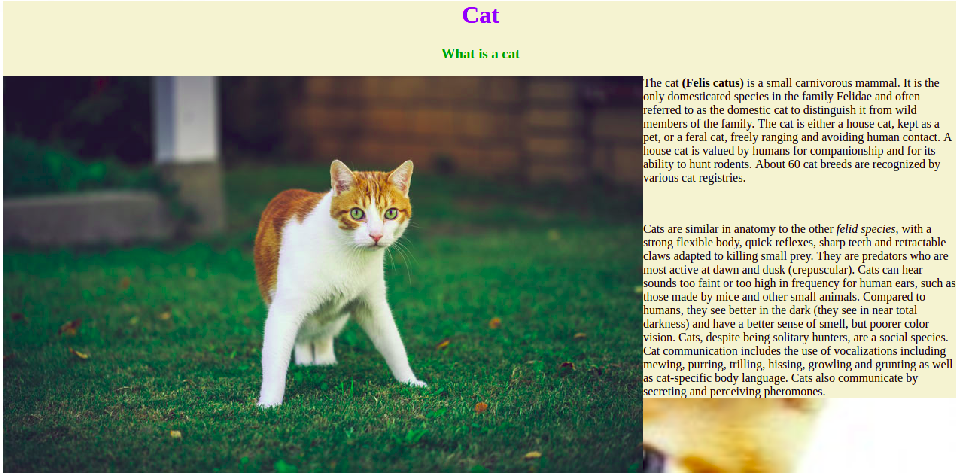 Cat
What is a cat
The cat (Felis catus) is a small carnivorous mammal. It is the
only domesticated species in the family Felidae and often
referred to as the domestic cat to distinguish it from wild
members of the family. The cat is either a house cat, kept as a
pet, or a feral cat, freely ranging and avoiding human contact. A
house cat is valued by humans for companionship and for its
ability to hunt rodents. About 60 cat breeds are recognized by
various cat registries.
Cats are similar in anatomy to the other felid species, with a
strong flexible body, quick reflexes, sharp teeth and retractable
claws adapted to killing small prey. They are predators who are
most active at dawn and dusk (crepuscular). Cats can hear
sounds too faint or too high in frequency for human ears, such as
those made by mice and other small animals. Compared to
humans, they see better in the dark (they see in near total
darkness) and have a better sense of smell, but poorer color
vision. Cats, despite being solitary hunters, are a social species.
Cat communication includes the use of vocalizations including
mewing, purring, trilling, hissing, growling and grunting as well
as cat-specific body language. Cats also communicate by
secreting and perceiving pheromones.